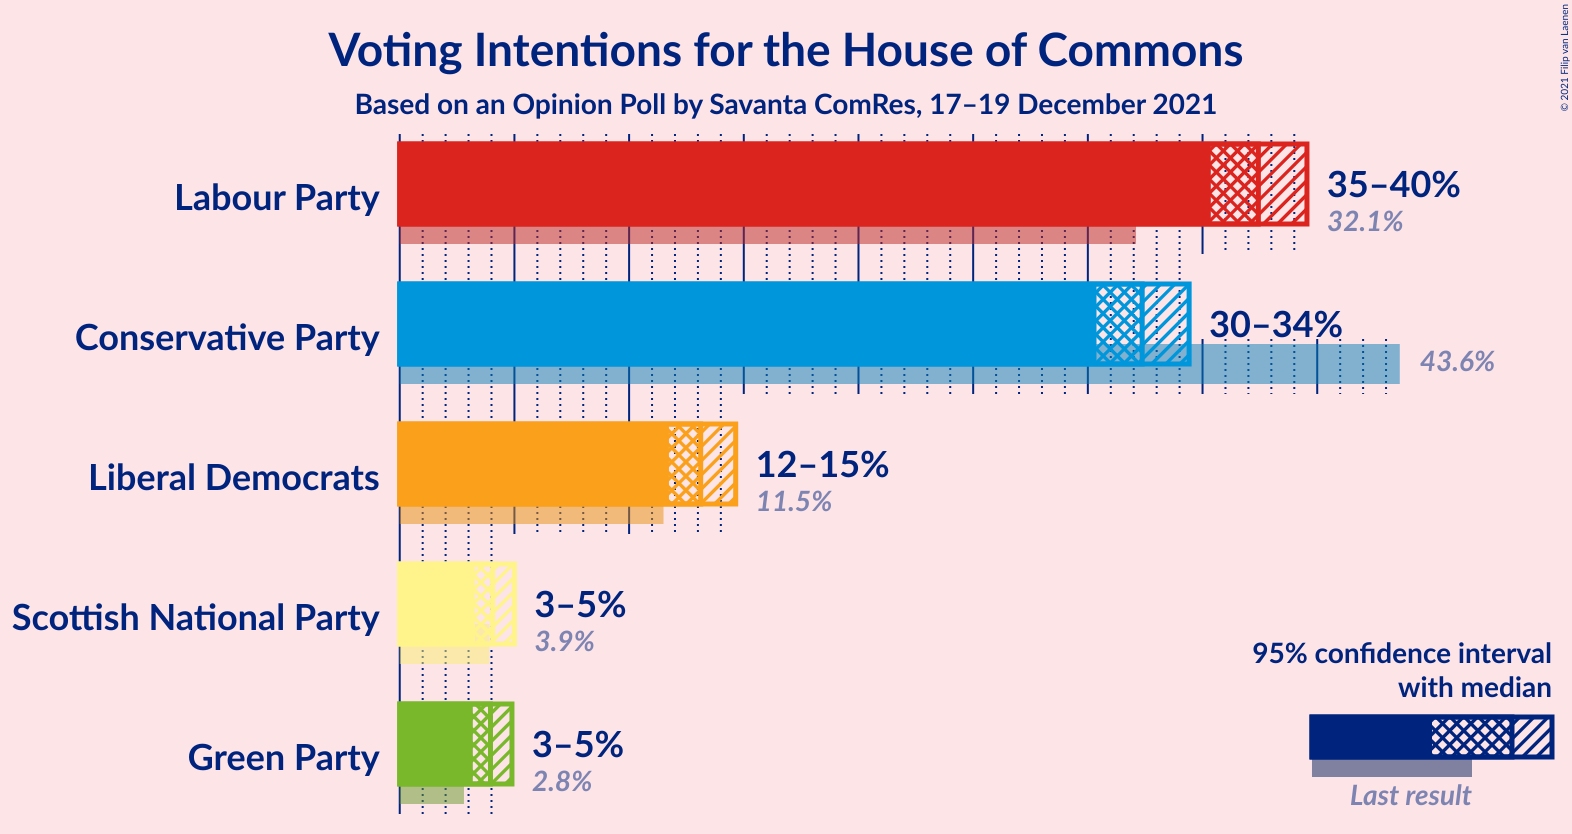 Voting Intentions for the House of Commons
Based on an Opinion Poll by Savanta ComRes, 17–19 December 2021
© 2021 Filip van Laenen
Labour Party
35–40%
32.1%
Conservative Party
30–34%
43.6%
Liberal Democrats
12–15%
11.5%
Scottish National Party
3–5%
3.9%
Green Party
3–5%
2.8%
95% confidence interval
with median
Last result